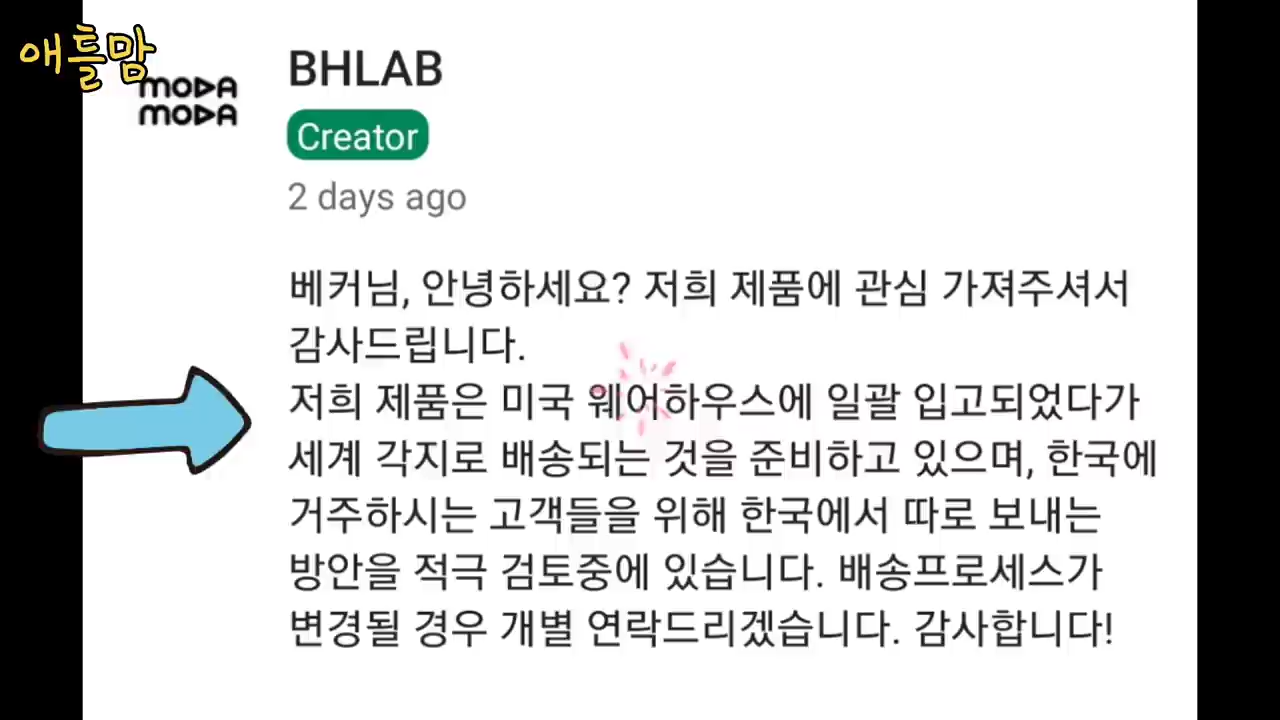 애틀맘
MODA
MODA
BHLAB
Creator
2 days ago
베커님, 안녕하세요? 저희 제품에 관심 가져주셔서
감사드립니다.
저희 제품은 미국 웨어하우스에 일괄 입고되었다가
세계 각지로 배송되는 것을 준비하고 있으며, 한국에
거주하시는 고객들을 위해 한국에서 따로 보내는
방안을 적극 검토중에 있습니다. 배송프로세스가
변경될 경우 개별 연락드리겠습니다. 감사합니다!